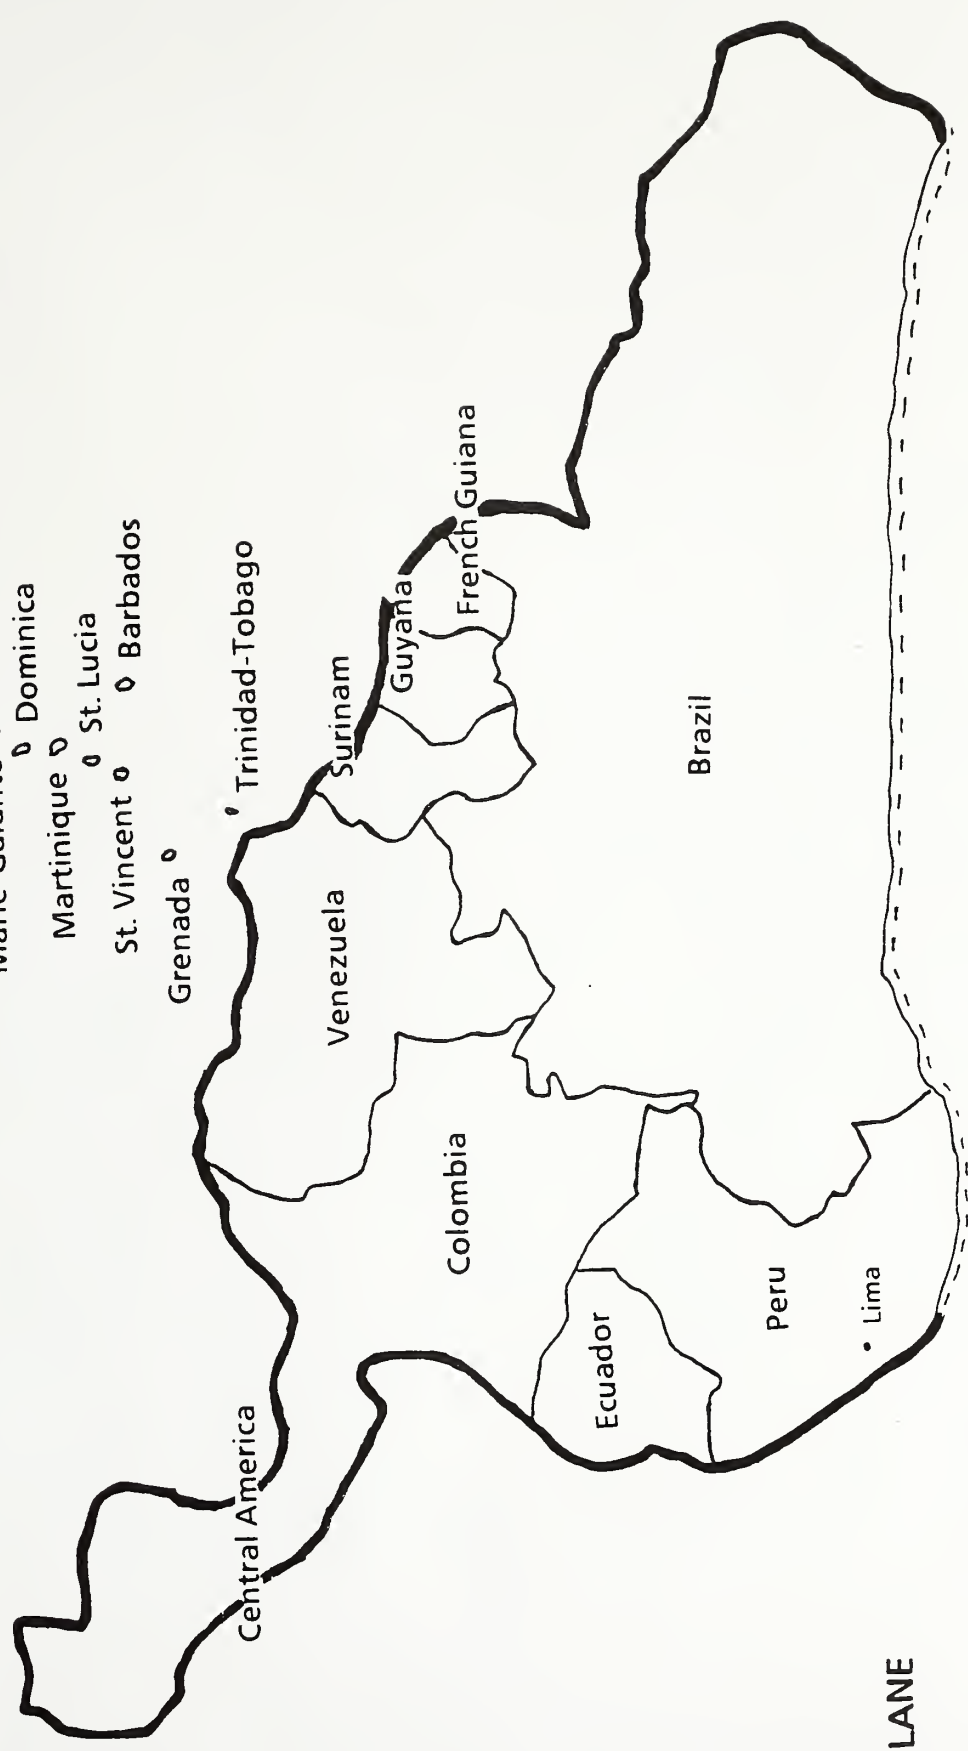 Dominica
Martinique
St. Lucia
St. Vincent
Barbados
Grenada
Trinidad-Tobago
Central America
Venezuela
Surinam
Guyana
Colombia
French Guiana
Ecuador
Brazil
Peru
Lima
LANE